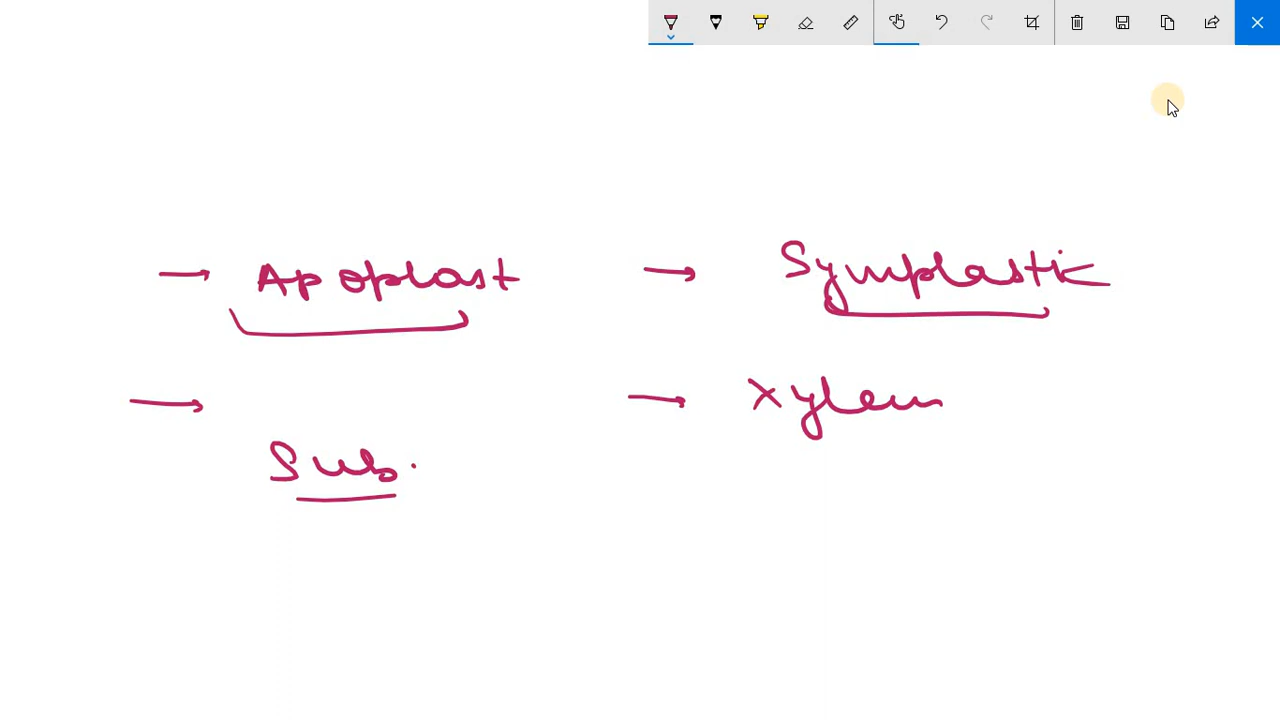 → Apoplast → Symplastic
→ → Xylem
Sub.